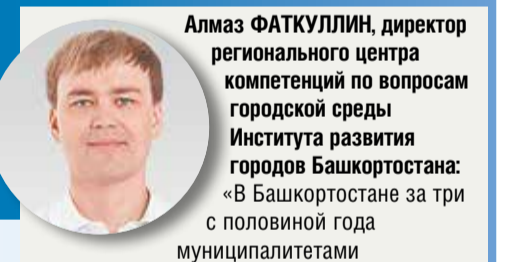 Алмаз ФАТКУЛЛИН, директор
регионального центра
компетенций по вопросам
городской среды
Института развития
городов Башкортостана:
«В Башкортостане за три
с половиной года
муниципалитетами